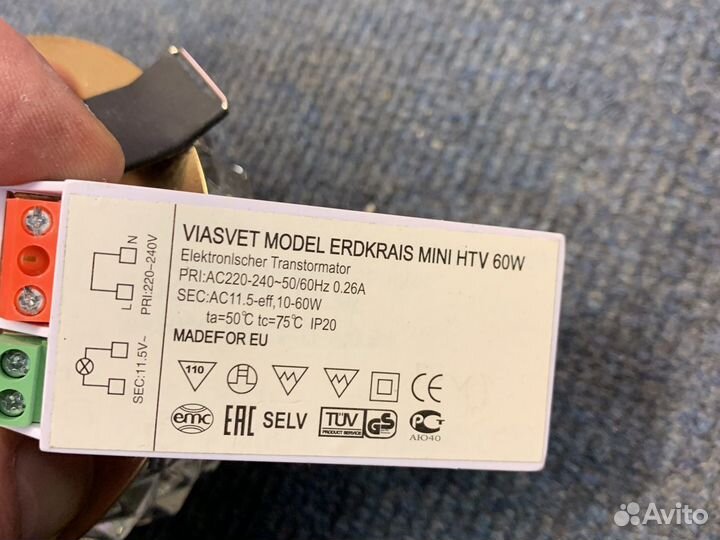 VIASVET MODEL ERDKRAIS MINI HTV 60W
Elektronischer Transtormator
PRI:AC220-240~50/60Hz 0.26A
SEC:AC11.5-eff,10-60W
ta=50℃ tc=75℃ IP20
MADEFOR EU
N
L
PRI:220-240V
SEC:11.5V~
110
CE
emc
EAC
SELV
TÜV
PRODUCT SERVICE
GS
PCT
AIO40
Avito